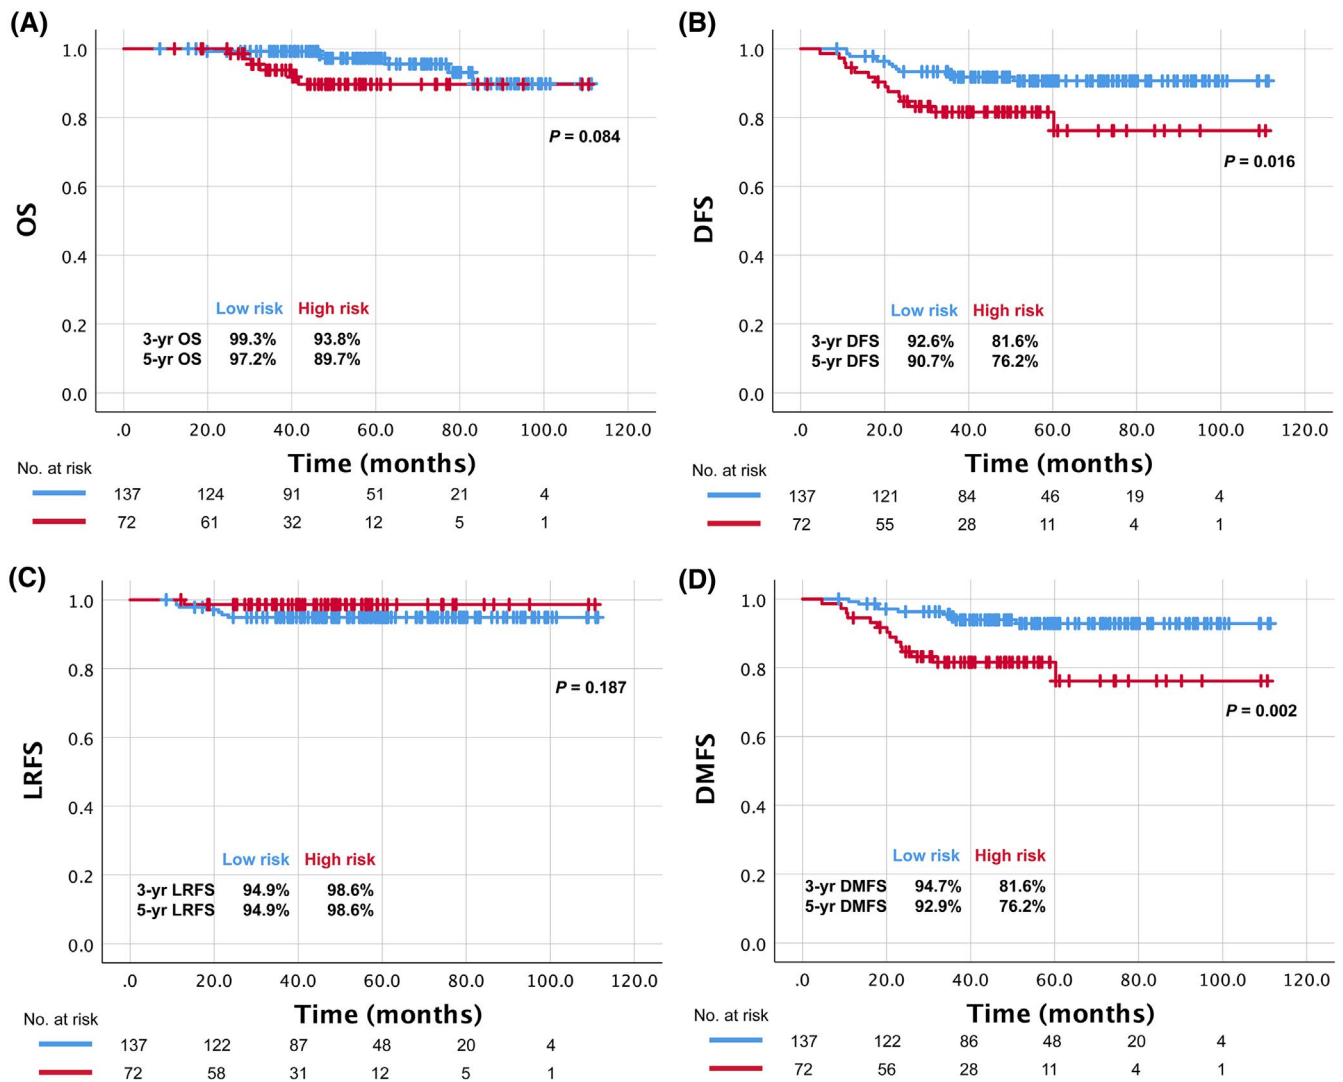 (A)
1.0
0.8
0.6
0.4
0.2
0.0
OS
P = 0.084
Low risk High risk
3-yr OS 99.3% 93.8%
5-yr OS 97.2% 89.7%
.0 20.0 40.0 60.0 80.0 100.0 120.0
Time (months)
No. at risk
137 124 91 51 21 4
72 61 32 12 5 1
(B)
1.0
0.8
0.6
0.4
0.2
0.0
DFS
P = 0.016
Low risk High risk
3-yr DFS 92.6% 81.6%
5-yr DFS 90.7% 76.2%
.0 20.0 40.0 60.0 80.0 100.0 120.0
Time (months)
No. at risk
137 121 84 46 19 4
72 55 28 11 4 1
(C)
1.0
0.8
0.6
0.4
0.2
0.0
LRFS
P = 0.187
Low risk High risk
3-yr LRFS 94.9% 98.6%
5-yr LRFS 94.9% 98.6%
.0 20.0 40.0 60.0 80.0 100.0 120.0
Time (months)
No. at risk
137 122 87 48 20 4
72 58 31 12 5 1
(D)
1.0
0.8
0.6
0.4
0.2
0.0
DMFS
P = 0.002
Low risk High risk
3-yr DMFS 94.7% 81.6%
5-yr DMFS 92.9% 76.2%
.0 20.0 40.0 60.0 80.0 100.0 120.0
Time (months)
No. at risk
137 122 86 48 20 4
72 56 28 11 4 1